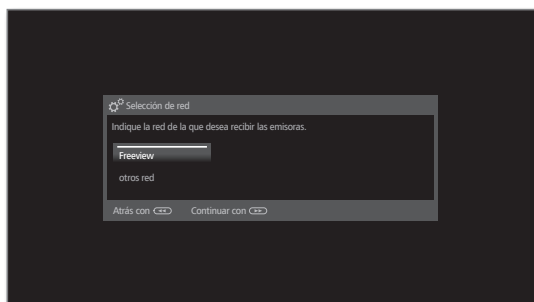 Selección de red
Indique la red de la que desea recibir las emisoras.
Freeview
otros red
Atrás con Continuar con